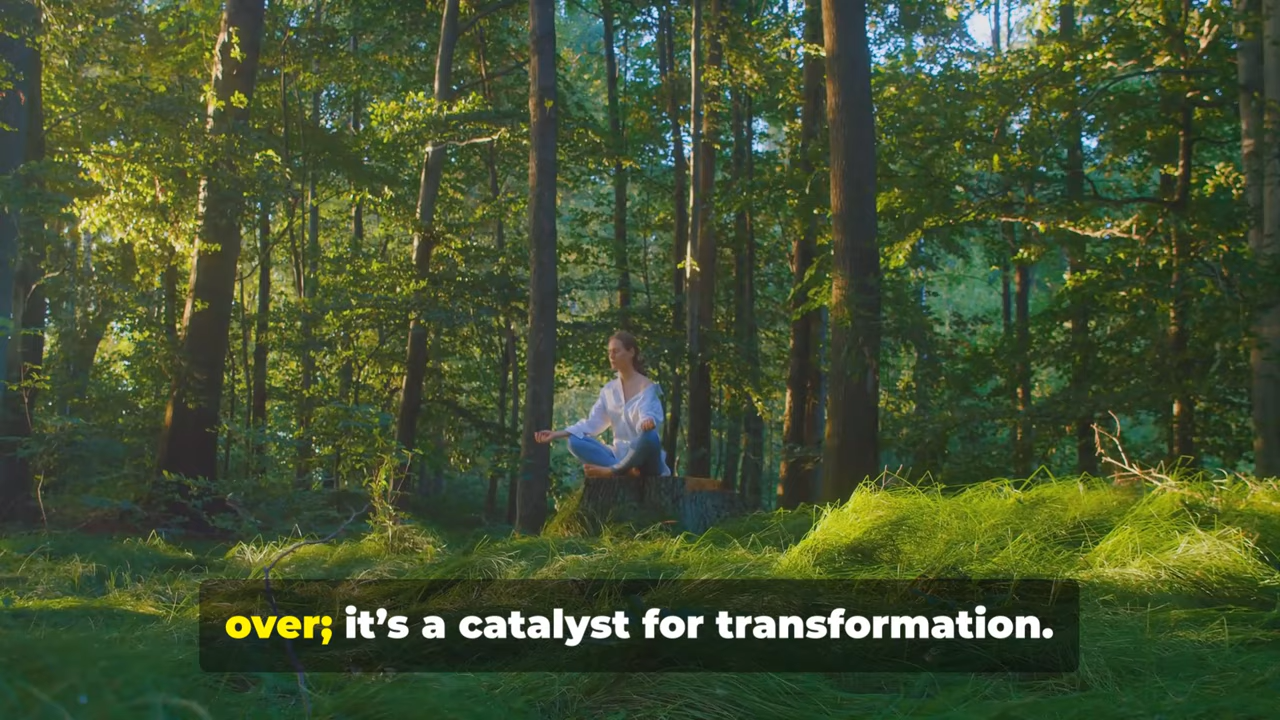 over; it’s a catalyst for transformation.